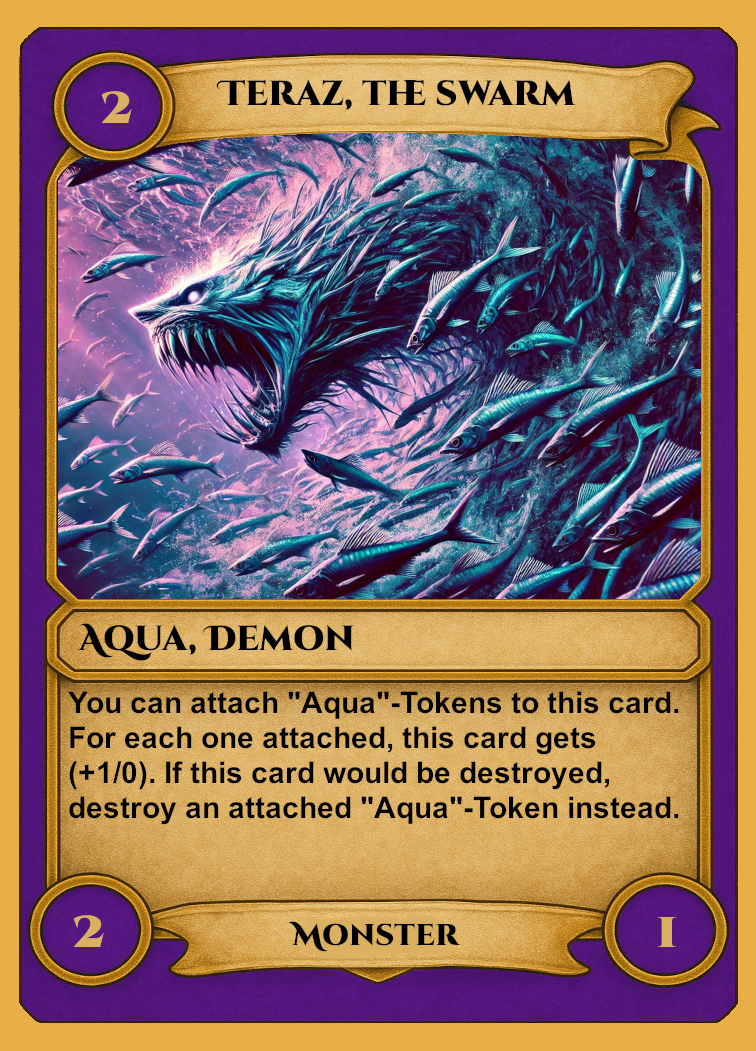 2
Teraz, the Swarm
Aqua, Demon
You can attach "Aqua"-Tokens to this card.
For each one attached, this card gets
(+1/0). If this card would be destroyed,
destroy an attached "Aqua"-Token instead.
2
Monster
1